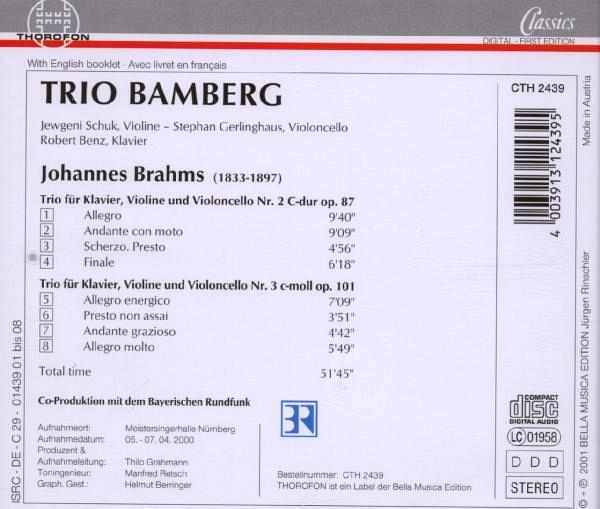 THOROFON
Classics
DIGITAL - FIRST EDITION
With English booklet · Avec livret en français
TRIO BAMBERG
CTH 2439
Jewgeni Schuk, Violine – Stephan Gerlinghaus, Violoncello
Robert Benz, Klavier
Johannes Brahms (1833-1897)
Trio für Klavier, Violine und Violoncello Nr. 2 C-dur op. 87
1 Allegro 9'40"
2 Andante con moto 9'09"
3 Scherzo. Presto 4'56"
4 Finale 6'18"
Trio für Klavier, Violine und Violoncello Nr. 3 c-moll op. 101
5 Allegro energico 7'09"
6 Presto non assai 3'51"
7 Andante grazioso 4'42"
8 Allegro molto 5'49"
Total time 51'45"
Co-Produktion mit dem Bayerischen Rundfunk
BR
Aufnahmeort: Meistersingerhalle Nürnberg
Aufnahmedatum: 05. - 07. 04. 2000
Produzent &
Aufnahmeleitung: Thilo Grahmann
Toningenieur: Manfred Retsch
Graph. Gest.: Helmut Berringer
Bestellnummer: CTH 2439
THOROFON ist ein Label der Bella Musica Edition
4 003913 124395
Made in Austria
COMPACT
disc
DIGITAL AUDIO
LC 01958
D D D
STEREO
© + ℗ 2001 BELLA MUSICA EDITION Jürgen Rinschler
ISRC - DE - C 29 - 01439 01 bis 08